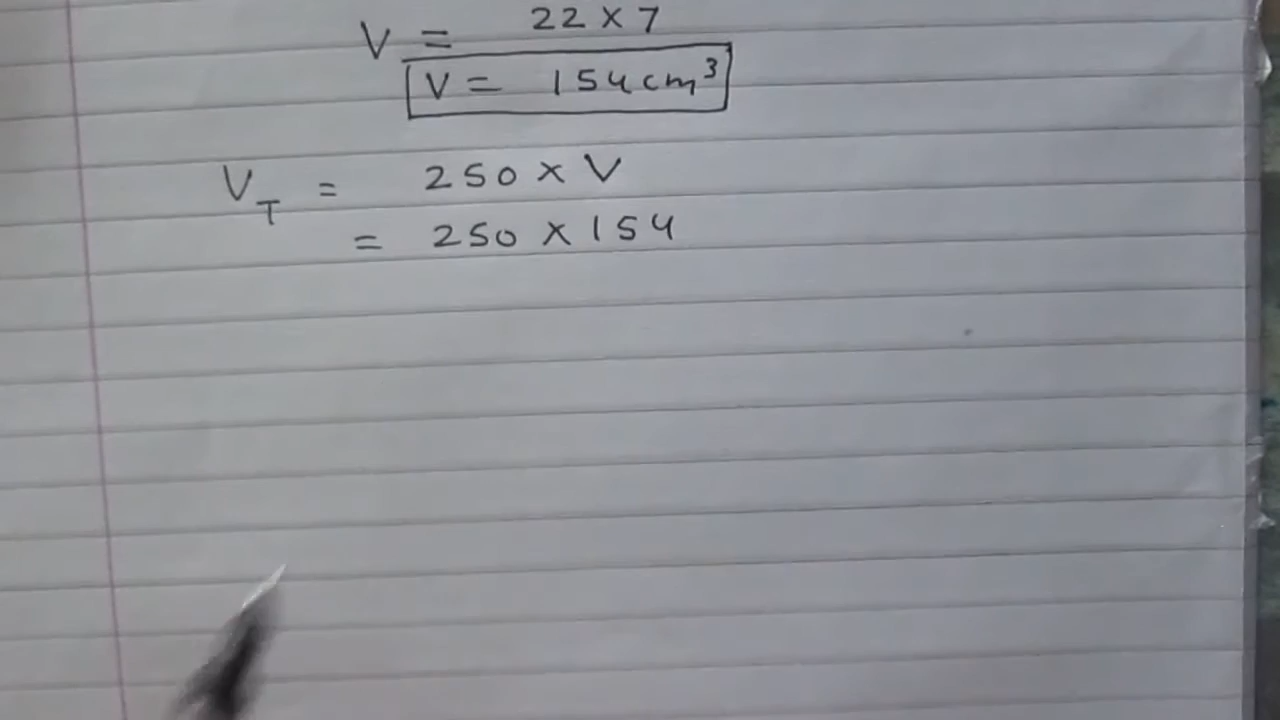 V = 22 × 7
V = 154 cm³
V_T = 250 × V
= 250 × 154